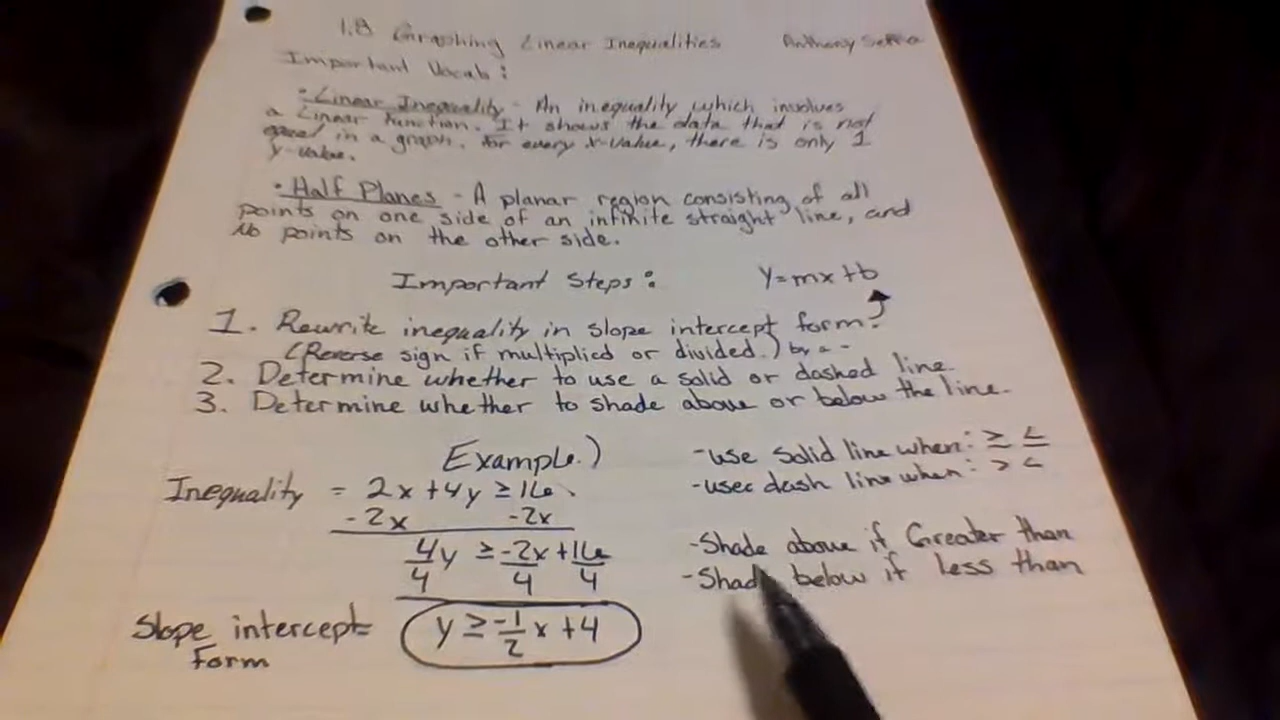 1.8 Graphing Linear Inequalities Anthony
Important Vocab:
• Linear Inequality - An inequality which involves
a Linear function. It shows the data that is not
equal in a graph. For every x-value, there is only 1
y-value.
• Half Planes - A planar region consisting of all
points on one side of an infinite straight line, and
No points on the other side.
Important Steps: y=mx+b
1. Rewrite inequality in slope intercept form.
(Reverse sign if multiplied or divided.) by a -
2. Determine whether to use a solid or dashed line.
3. Determine whether to shade above or below the line.
Example.)
-use solid line when: ≥ ≤
-usec dash line when: > <
Inequality = 2x+4y ≥ 16
-2x -2x
4y ≥ -2x + 16
4 4 4
-Shade above if Greater than
-Shade below if Less than
Slope intercept = y ≥ -1/2 x + 4
Form